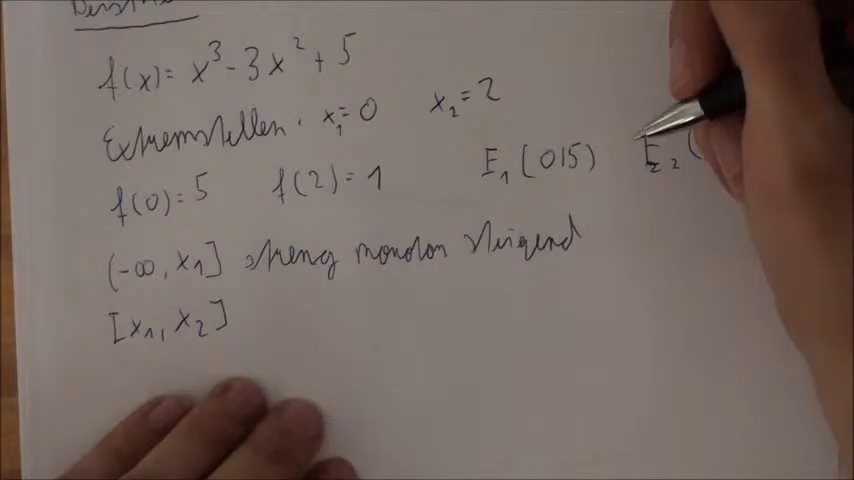 f(x) = x³ - 3x² + 5
Extremstellen: x₁ = 0 x₂ = 2
f(0) = 5 f(2) = 1 E₁ (0|5) E₂ (
(-∞, x₁] streng monoton steigend
[x₁, x₂]